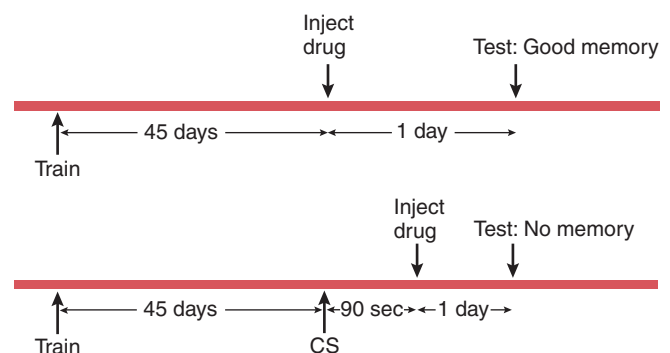 Inject
drug
Test: Good memory
45 days
1 day
Train
Inject
drug
Test: No memory
45 days
90 sec
1 day
Train
CS